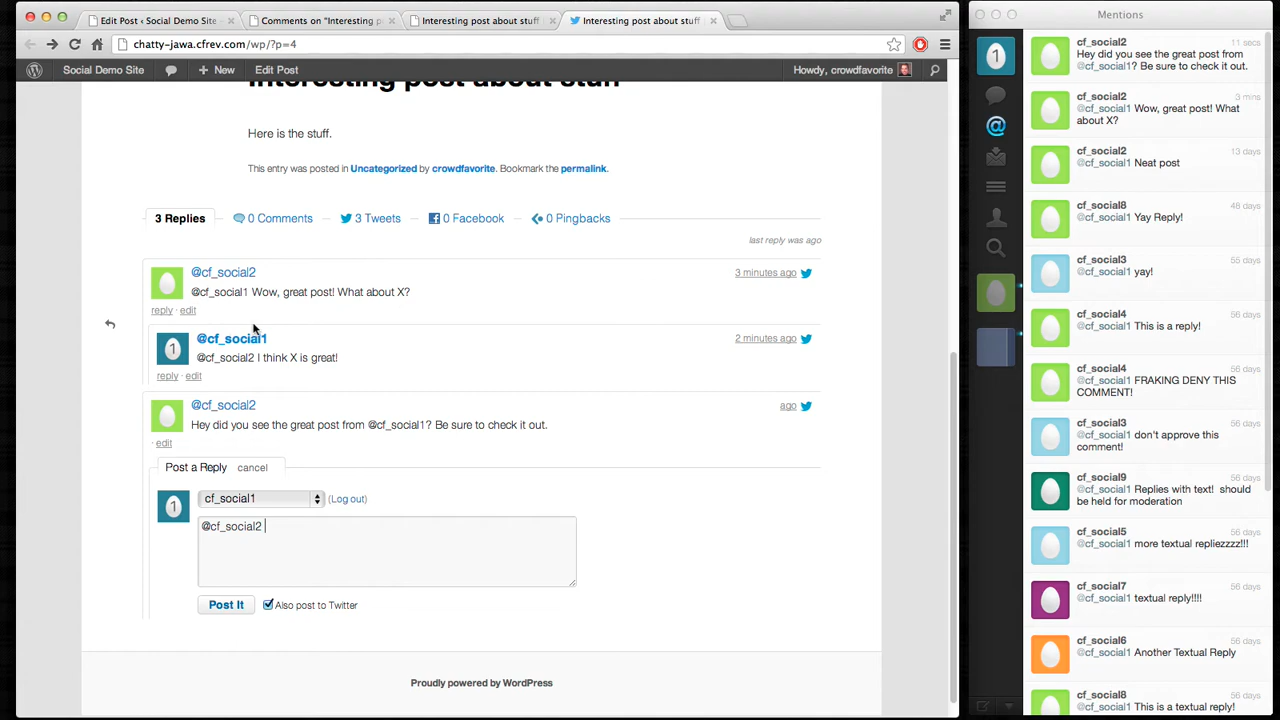 Edit Post ‹ Social Demo Site -
Comments on "Interesting p
Interesting post about stuff
Interesting post about stuff
chatty-jawa.cfrev.com/wp/?p=4
Social Demo Site
New
Edit Post
Howdy, crowdfavorite
Interesting post about stuff
Here is the stuff.
This entry was posted in Uncategorized by crowdfavorite. Bookmark the permalink.
3 Replies
0 Comments
3 Tweets
0 Facebook
0 Pingbacks
last reply was ago
@cf_social2
3 minutes ago
@cf_social1 Wow, great post! What about X?
reply · edit
@cf_social1
2 minutes ago
1
@cf_social2 I think X is great!
reply · edit
@cf_social2
ago
Hey did you see the great post from @cf_social1? Be sure to check it out.
· edit
Post a Reply cancel
1
cf_social1
(Log out)
@cf_social2
Post It
Also post to Twitter
Proudly powered by WordPress
Mentions
1
@
cf_social2
11 secs
Hey did you see the great post from
@cf_social1? Be sure to check it out.
cf_social2
3 mins
@cf_social1 Wow, great post! What
about X?
cf_social2
13 days
@cf_social1 Neat post
cf_social8
48 days
@cf_social1 Yay Reply!
cf_social3
55 days
@cf_social1 yay!
cf_social4
56 days
@cf_social1 This is a reply!
cf_social4
56 days
@cf_social1 FRAKING DENY THIS
COMMENT!
cf_social3
56 days
@cf_social1 don't approve this
comment!
cf_social9
56 days
@cf_social1 Replies with text! should
be held for moderation
cf_social5
56 days
@cf_social1 more textual repliezzzz!!!
cf_social7
56 days
@cf_social1 textual reply!!!!
cf_social6
56 days
@cf_social1 Another Textual Reply
cf_social8
56 days
@cf_social1 This is a textual reply!